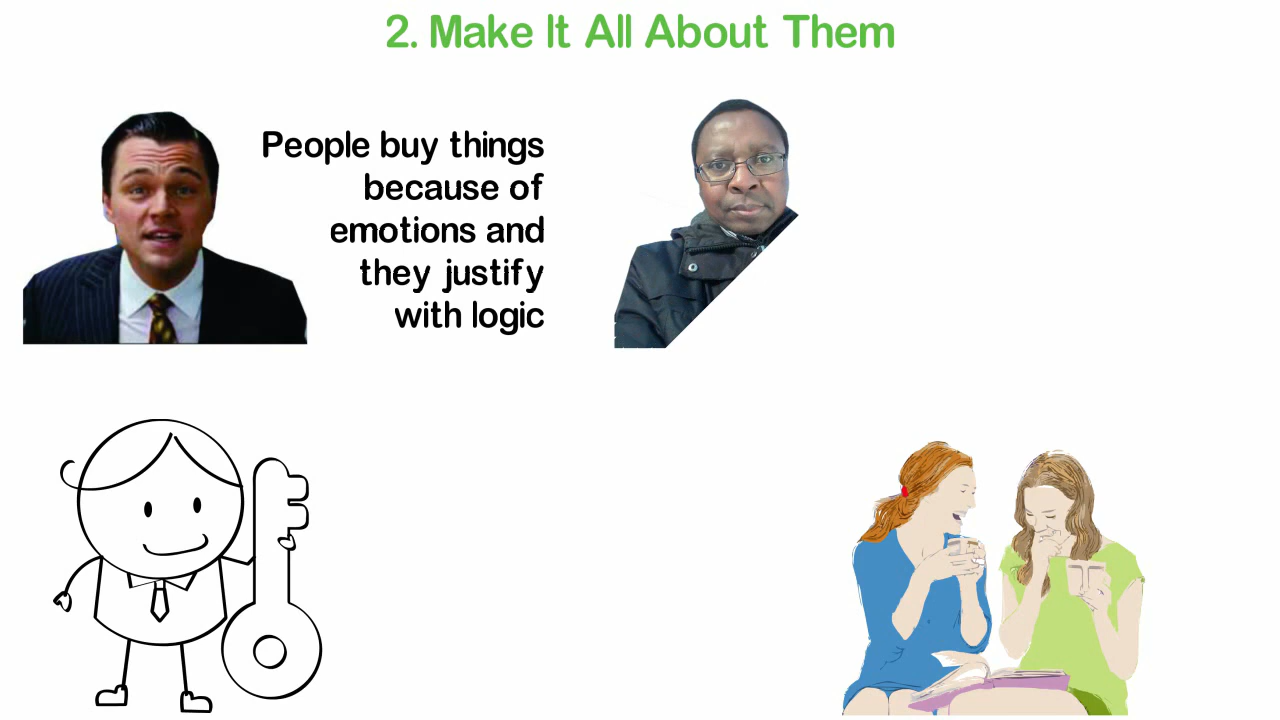 2. Make It All About Them
People buy things
because of
emotions and
they justify
with logic